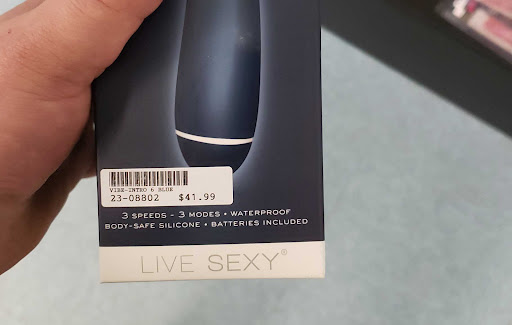 VIBE-INTRO 6 BLUE
23-08802 $41.99
3 SPEEDS - 3 MODES • WATERPROOF
BODY-SAFE SILICONE • BATTERIES INCLUDED
LIVE SEXY®